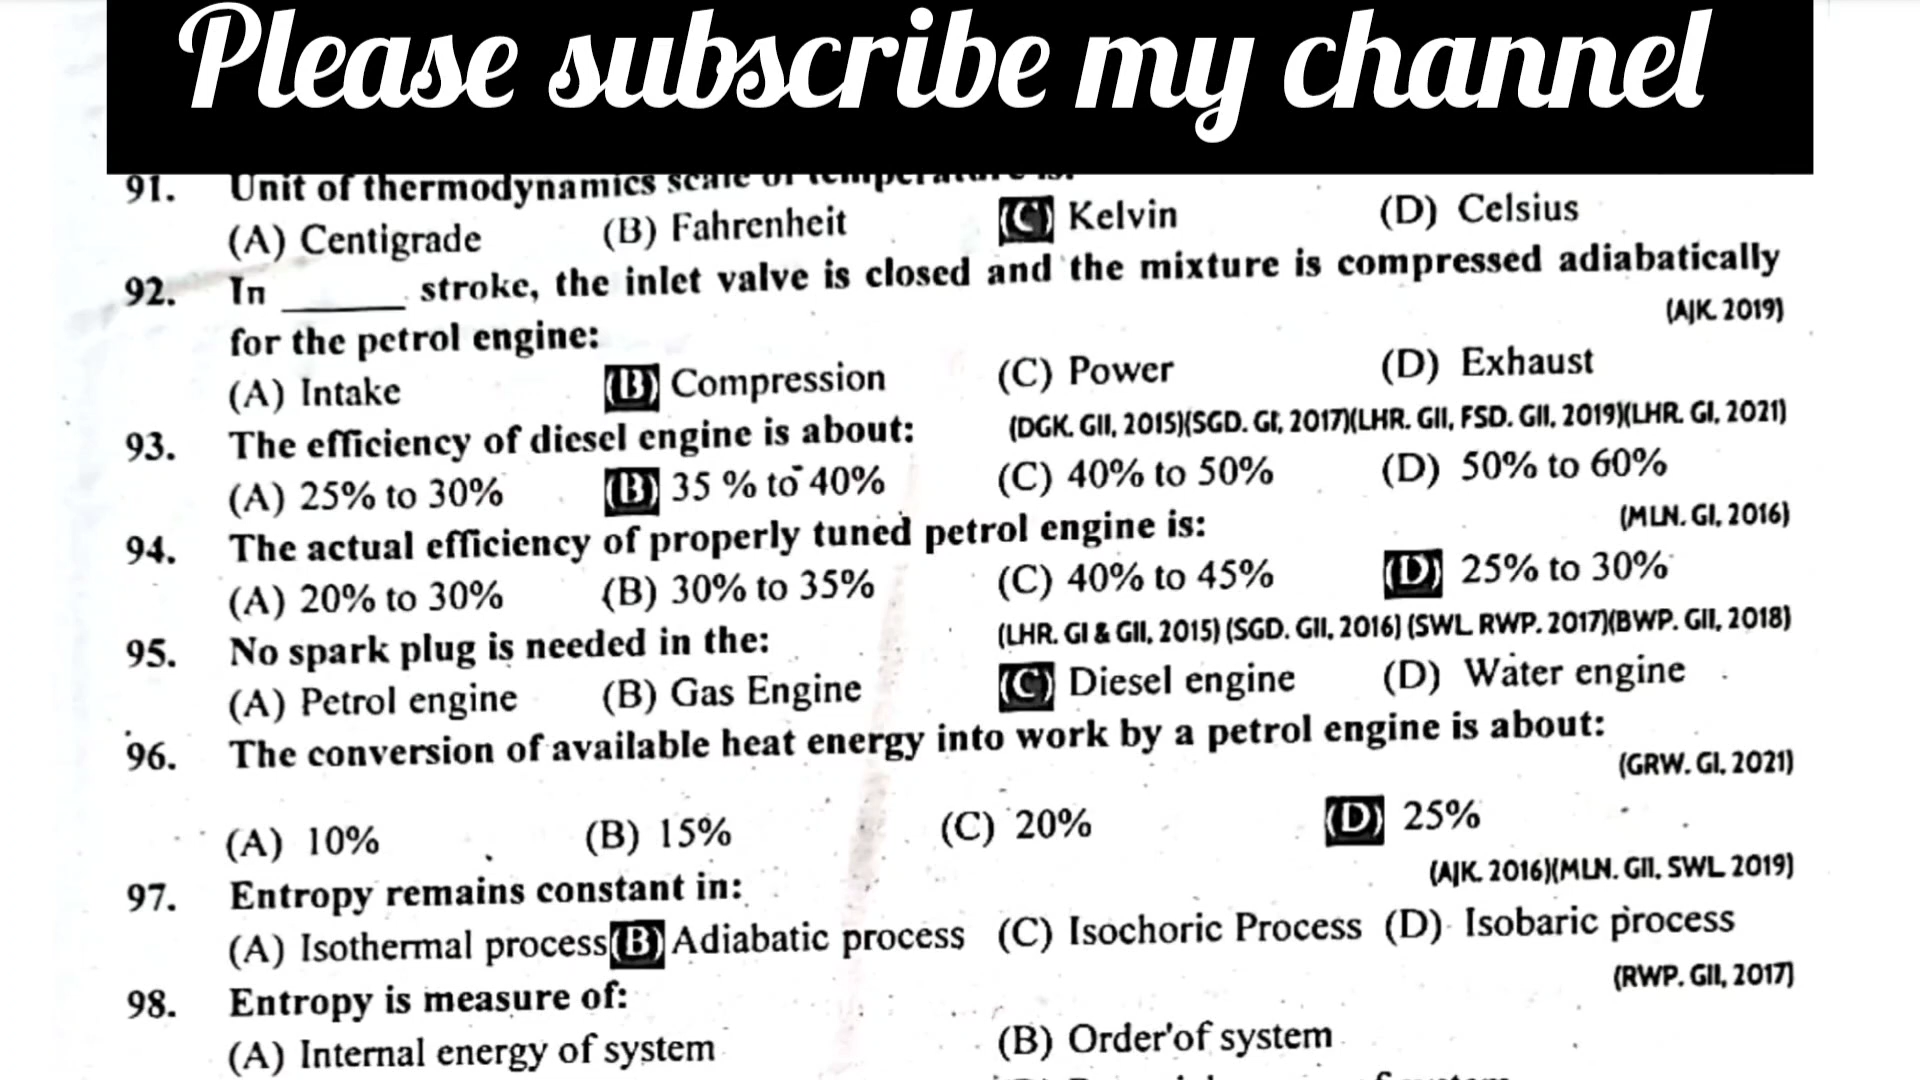 Please subscribe my channel
91. Unit of thermodynamics scale of temperature is:
(A) Centigrade (B) Fahrenheit (C) Kelvin (D) Celsius
92. In ______ stroke, the inlet valve is closed and the mixture is compressed adiabatically
(AJK. 2019)
for the petrol engine:
(A) Intake (B) Compression (C) Power (D) Exhaust
93. The efficiency of diesel engine is about: (DGK. GII, 2015)(SGD. GI, 2017)(LHR. GII, FSD. GII, 2019)(LHR. GI, 2021)
(A) 25% to 30% (B) 35 % to 40% (C) 40% to 50% (D) 50% to 60%
94. The actual efficiency of properly tuned petrol engine is: (MLN. GI, 2016)
(A) 20% to 30% (B) 30% to 35% (C) 40% to 45% (D) 25% to 30%
95. No spark plug is needed in the: (LHR. GI & GII, 2015) (SGD. GII, 2016) (SWL. RWP. 2017)(BWP. GII, 2018)
(A) Petrol engine (B) Gas Engine (C) Diesel engine (D) Water engine
96. The conversion of available heat energy into work by a petrol engine is about:
(GRW. GI, 2021)
(A) 10% (B) 15% (C) 20% (D) 25%
97. Entropy remains constant in: (AJK. 2016)(MLN. GII, SWL 2019)
(A) Isothermal process (B) Adiabatic process (C) Isochoric Process (D) Isobaric process
98. Entropy is measure of: (RWP. GII, 2017)
(A) Internal energy of system (B) Order of system